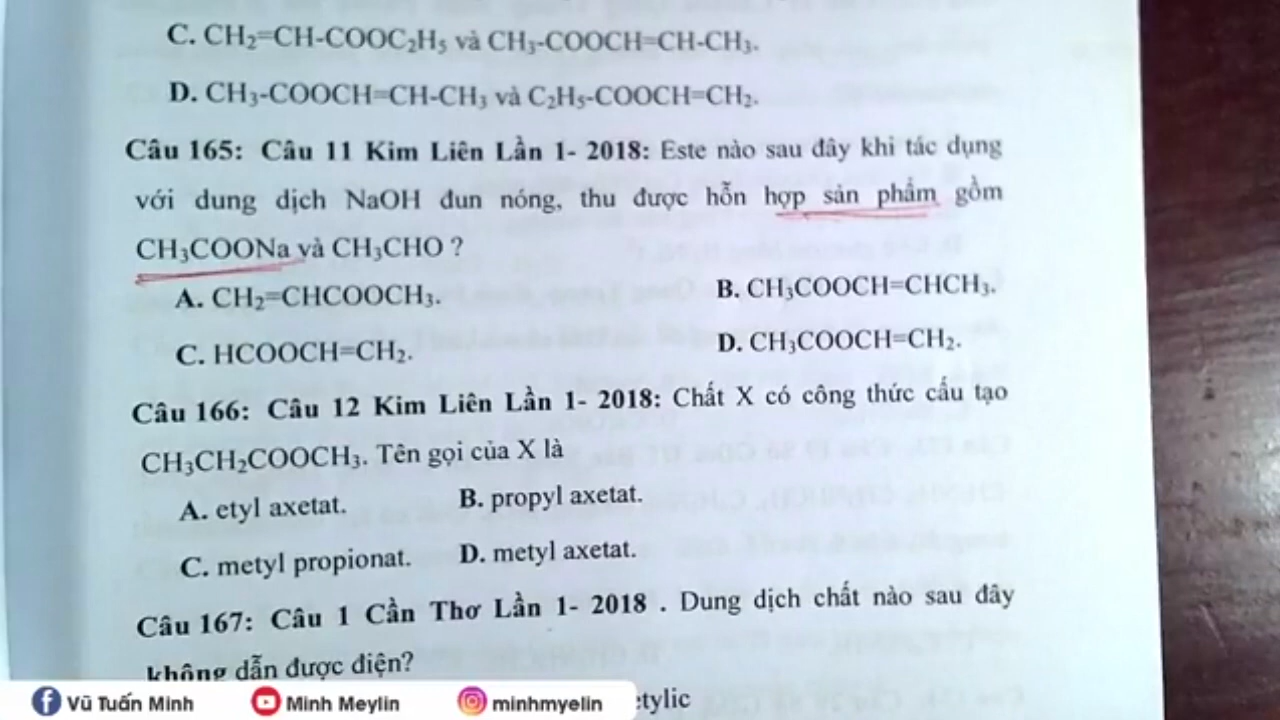 C. CH₂=CH-COOC₂H₅ và CH₃-COOCH=CH-CH₃.
D. CH₃-COOCH=CH-CH₃ và C₂H₅-COOCH=CH₂.
Câu 165: Câu 11 Kim Liên Lần 1- 2018: Este nào sau đây khi tác dụng
với dung dịch NaOH đun nóng, thu được hỗn hợp sản phẩm gồm
CH₃COONa và CH₃CHO ?
A. CH₂=CHCOOCH₃. B. CH₃COOCH=CHCH₃.
C. HCOOCH=CH₂. D. CH₃COOCH=CH₂.
Câu 166: Câu 12 Kim Liên Lần 1- 2018: Chất X có công thức cấu tạo
CH₃CH₂COOCH₃. Tên gọi của X là
A. etyl axetat. B. propyl axetat.
C. metyl propionat. D. metyl axetat.
Câu 167: Câu 1 Cần Thơ Lần 1- 2018 . Dung dịch chất nào sau đây
không dẫn được điện?
etylic
Vũ Tuấn Minh Minh Meylin minhmyelin